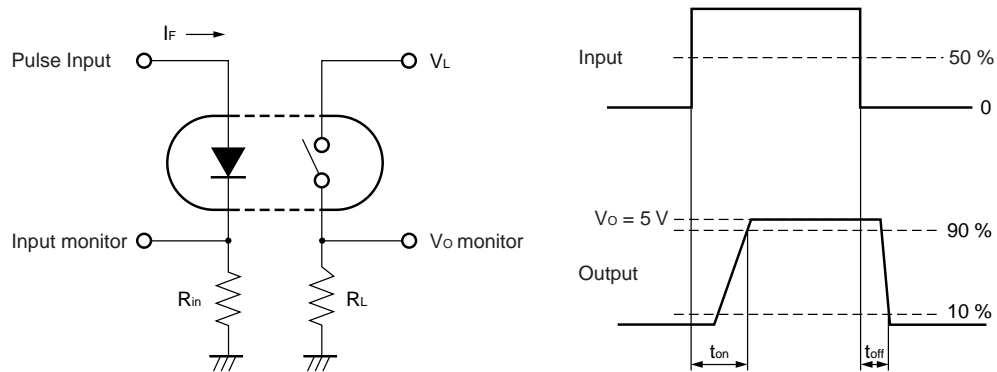 IF
Pulse Input
VL
Input monitor
VO monitor
Rin
RL
Input
50 %
0
VO = 5 V
90 %
Output
10 %
ton
toff